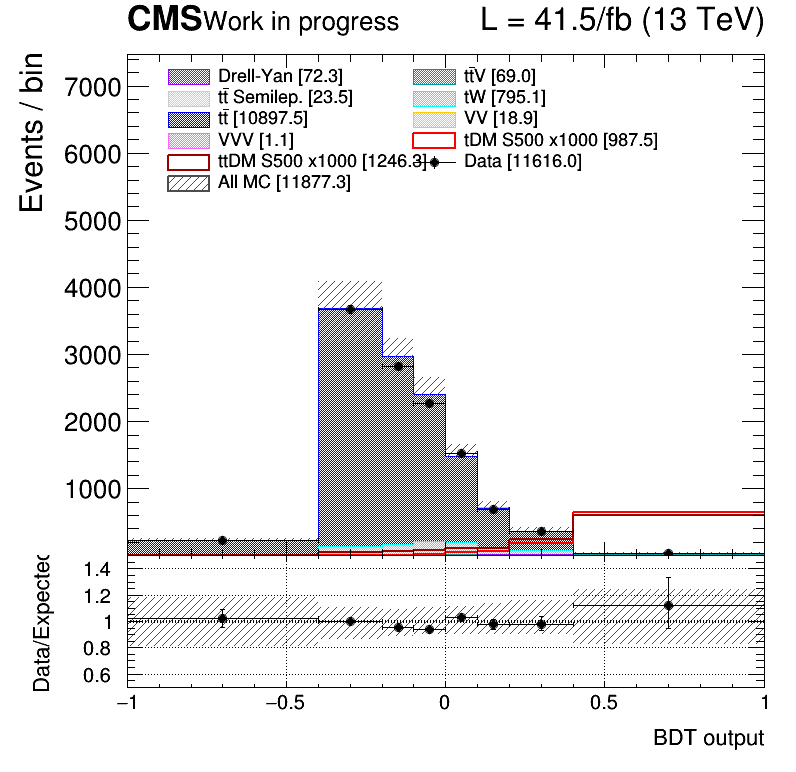 CMS Work in progress L = 41.5/fb (13 TeV)
Events / bin
7000
6000
5000
4000
3000
2000
1000
Drell-Yan [72.3]
tt̄V [69.0]
tt̄ Semilep. [23.5]
tW [795.1]
tt̄ [10897.5]
VV [18.9]
VVV [1.1]
tDM S500 x1000 [987.5]
ttDM S500 x1000 [1246.3]
Data [11616.0]
All MC [11877.3]
Data/Expected
1.4
1.2
1
0.8
0.6
−1 −0.5 0 0.5 1
BDT output